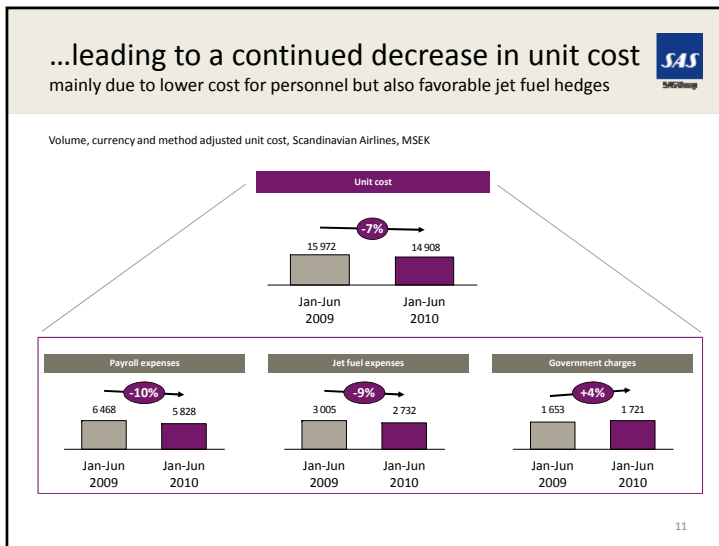 ...leading to a continued decrease in unit cost
mainly due to lower cost for personnel but also favorable jet fuel hedges
SAS
SAS Group
Volume, currency and method adjusted unit cost, Scandinavian Airlines, MSEK
Unit cost
-7%
15 972
14 908
Jan-Jun
2009
Jan-Jun
2010
Payroll expenses
-10%
6 468
5 828
Jan-Jun
2009
Jan-Jun
2010
Jet fuel expenses
-9%
3 005
2 732
Jan-Jun
2009
Jan-Jun
2010
Government charges
+4%
1 653
1 721
Jan-Jun
2009
Jan-Jun
2010
11